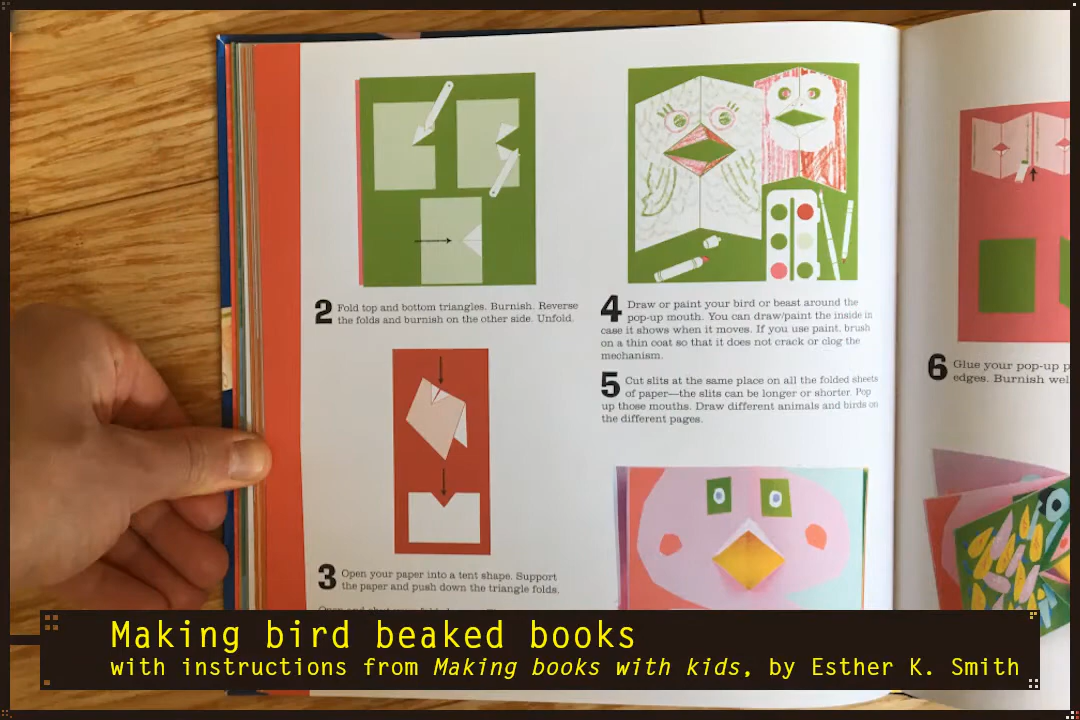 2 Fold top and bottom triangles. Burnish. Reverse
the folds and burnish on the other side. Unfold.
3 Open your paper into a tent shape. Support
the paper and push down the triangle folds.
4 Draw or paint your bird or beast around the
pop-up mouth. You can draw/paint the inside in
case it shows when it moves. If you use paint, brush
on a thin coat so that it does not crack or clog the
mechanism.
5 Cut slits at the same place on all the folded sheets
of paper—the slits can be longer or shorter. Pop
up those mouths. Draw different animals and birds on
the different pages.
6 Glue your pop-up
edges. Burnish
Making bird beaked books
with instructions from Making books with kids, by Esther K. Smith